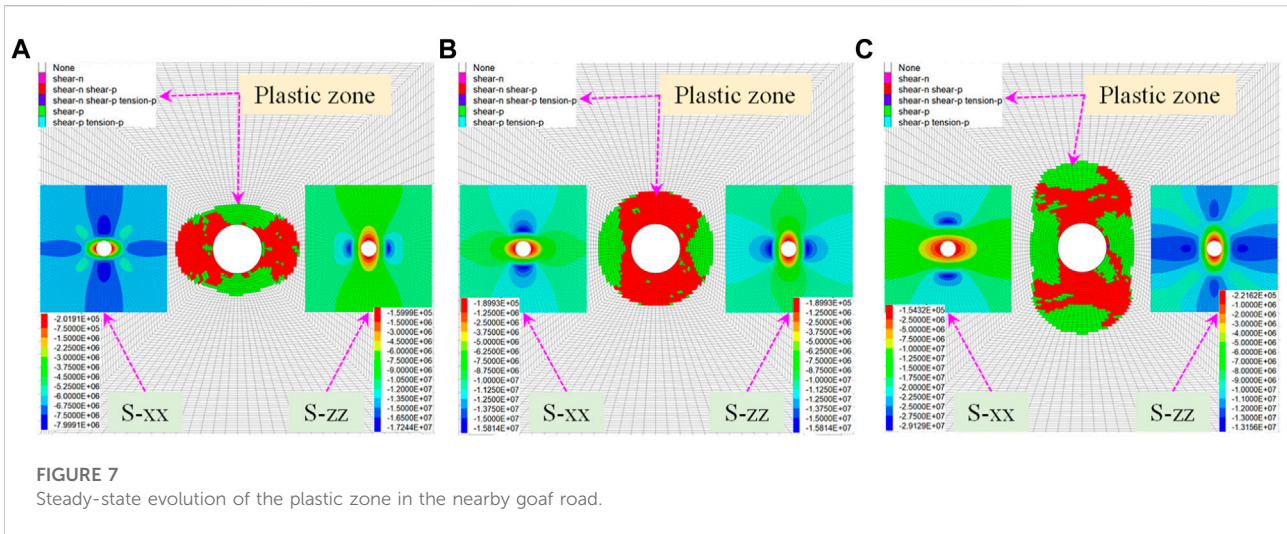 A
None
shear-n
shear-n shear-p
shear-n shear-p tension-p
shear-p
shear-p tension-p
Plastic zone
-2.0191E+05
-7.5000E+05
-1.5000E+06
-2.2500E+06
-3.0000E+06
-3.7500E+06
-4.5000E+06
-5.2500E+06
-6.0000E+06
-6.7500E+06
-7.5000E+06
-7.9991E+06
S-xx
-1.5999E+05
-1.5000E+06
-3.0000E+06
-4.5000E+06
-6.0000E+06
-7.5000E+06
-9.0000E+06
-1.0500E+07
-1.2000E+07
-1.3500E+07
-1.5000E+07
-1.6500E+07
-1.7244E+07
S-zz
B
None
shear-n
shear-n shear-p
shear-n shear-p tension-p
shear-p
shear-p tension-p
Plastic zone
-1.8993E+05
-1.2500E+06
-2.5000E+06
-3.7500E+06
-5.0000E+06
-6.2500E+06
-7.5000E+06
-8.7500E+06
-1.0000E+07
-1.1250E+07
-1.2500E+07
-1.3750E+07
-1.5000E+07
-1.5814E+07
S-xx
-1.8993E+05
-1.2500E+06
-2.5000E+06
-3.7500E+06
-5.0000E+06
-6.2500E+06
-7.5000E+06
-8.7500E+06
-1.0000E+07
-1.1250E+07
-1.2500E+07
-1.3750E+07
-1.5000E+07
-1.5814E+07
S-zz
C
None
shear-n
shear-n shear-p
shear-n shear-p tension-p
shear-p
shear-p tension-p
Plastic zone
-1.5432E+05
-2.5000E+06
-5.0000E+06
-7.5000E+06
-1.0000E+07
-1.2500E+07
-1.5000E+07
-1.7500E+07
-2.0000E+07
-2.2500E+07
-2.5000E+07
-2.7500E+07
-2.9129E+07
S-xx
-2.2162E+05
-1.0000E+06
-2.0000E+06
-3.0000E+06
-4.0000E+06
-5.0000E+06
-6.0000E+06
-7.0000E+06
-8.0000E+06
-9.0000E+06
-1.0000E+07
-1.1000E+07
-1.2000E+07
-1.3000E+07
-1.3156E+07
S-zz
FIGURE 7
Steady-state evolution of the plastic zone in the nearby goaf road.